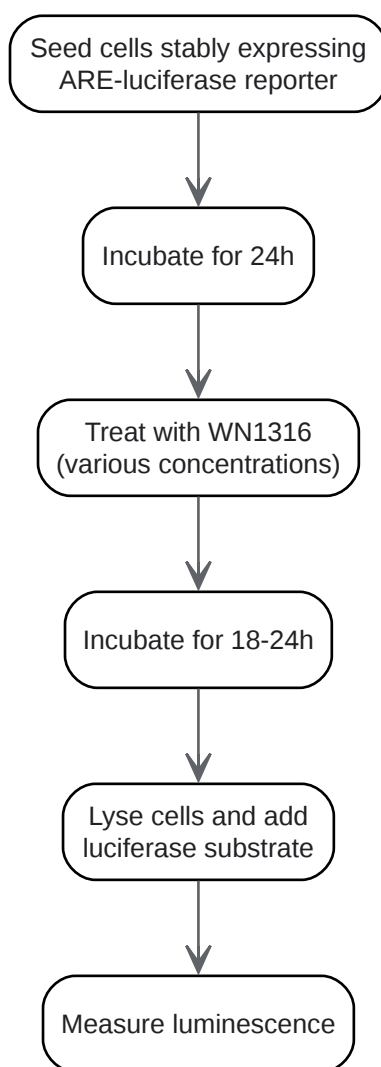 Seed cells stably expressing
ARE-luciferase reporter
Incubate for 24h
Treat with WN1316
(various concentrations)
Incubate for 18-24h
Lyse cells and add
luciferase substrate
Measure luminescence